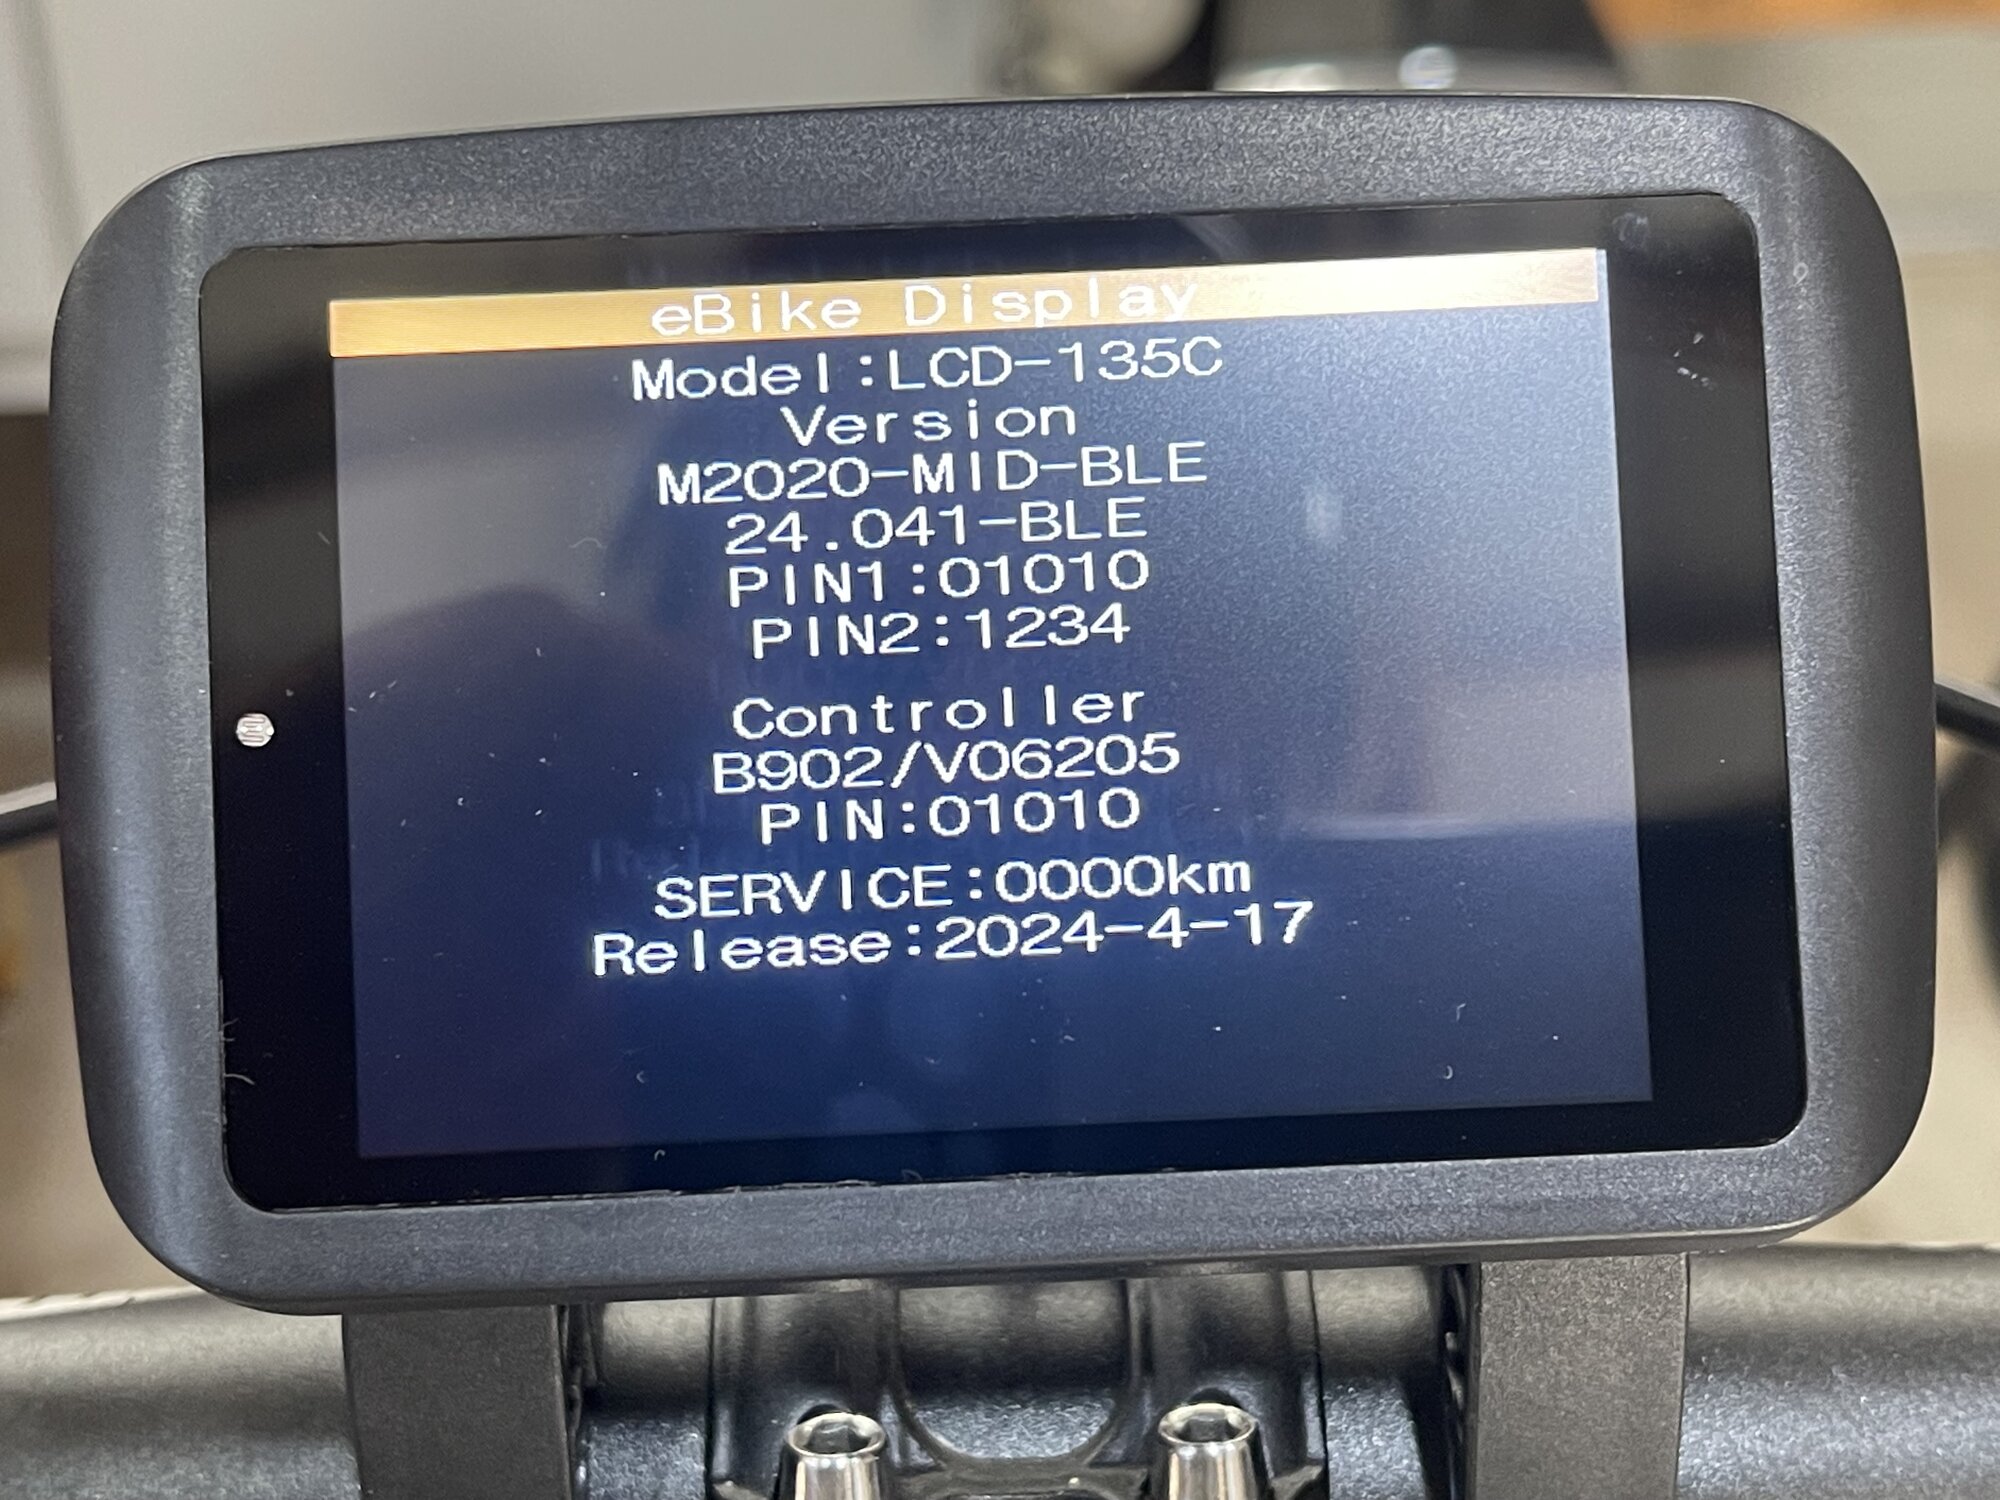 eBike Display
Model:LCD-135C
Version
M2020-MID-BLE
24.041-BLE
PIN1:01010
PIN2:1234
Controller
B902/V06205
PIN:01010
SERVICE:0000km
Release:2024-4-17